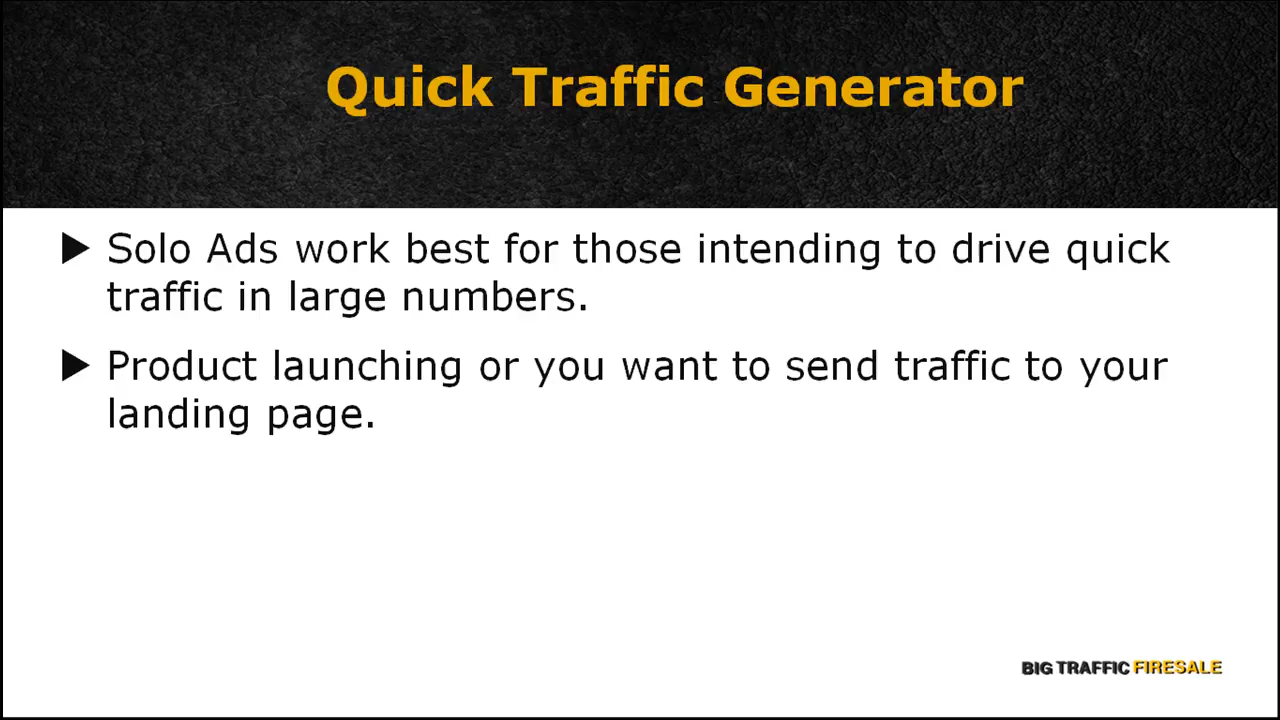 Quick Traffic Generator
▶ Solo Ads work best for those intending to drive quick
traffic in large numbers.
▶ Product launching or you want to send traffic to your
landing page.
BIG TRAFFIC FIRESALE